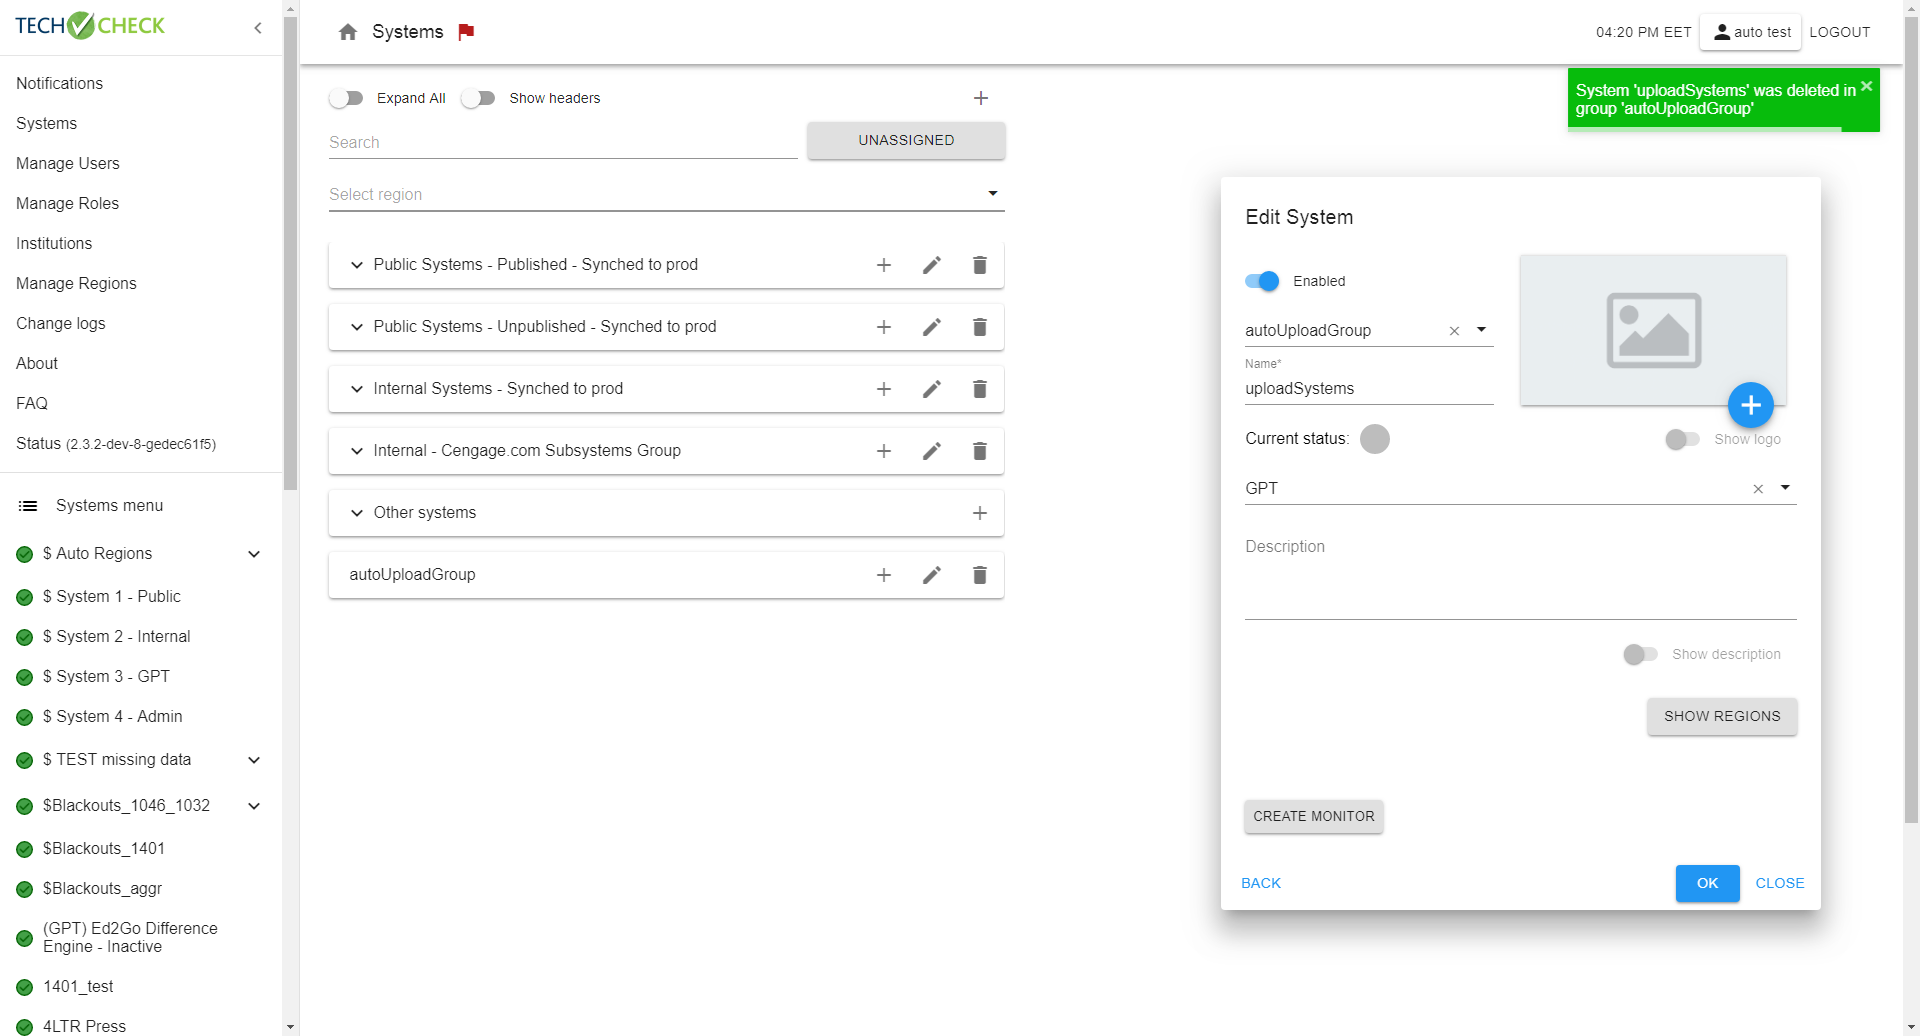 TECH CHECK
Notifications
Systems
Manage Users
Manage Roles
Institutions
Manage Regions
Change logs
About
FAQ
Status (2.3.2-dev-8-gedec61f5)
Systems menu
$ Auto Regions
$ System 1 - Public
$ System 2 - Internal
$ System 3 - GPT
$ System 4 - Admin
$ TEST missing data
$Blackouts_1046_1032
$Blackouts_1401
$Blackouts_aggr
(GPT) Ed2Go Difference
Engine - Inactive
1401_test
4LTR Press
Systems
04:20 PM EET
auto test
LOGOUT
Expand All
Show headers
Search
UNASSIGNED
Select region
Public Systems - Published - Synched to prod
Public Systems - Unpublished - Synched to prod
Internal Systems - Synched to prod
Internal - Cengage.com Subsystems Group
Other systems
autoUploadGroup
System 'uploadSystems' was deleted in
group 'autoUploadGroup'
Edit System
Enabled
autoUploadGroup
Name*
uploadSystems
Current status:
Show logo
GPT
Description
Show description
SHOW REGIONS
CREATE MONITOR
BACK
OK
CLOSE